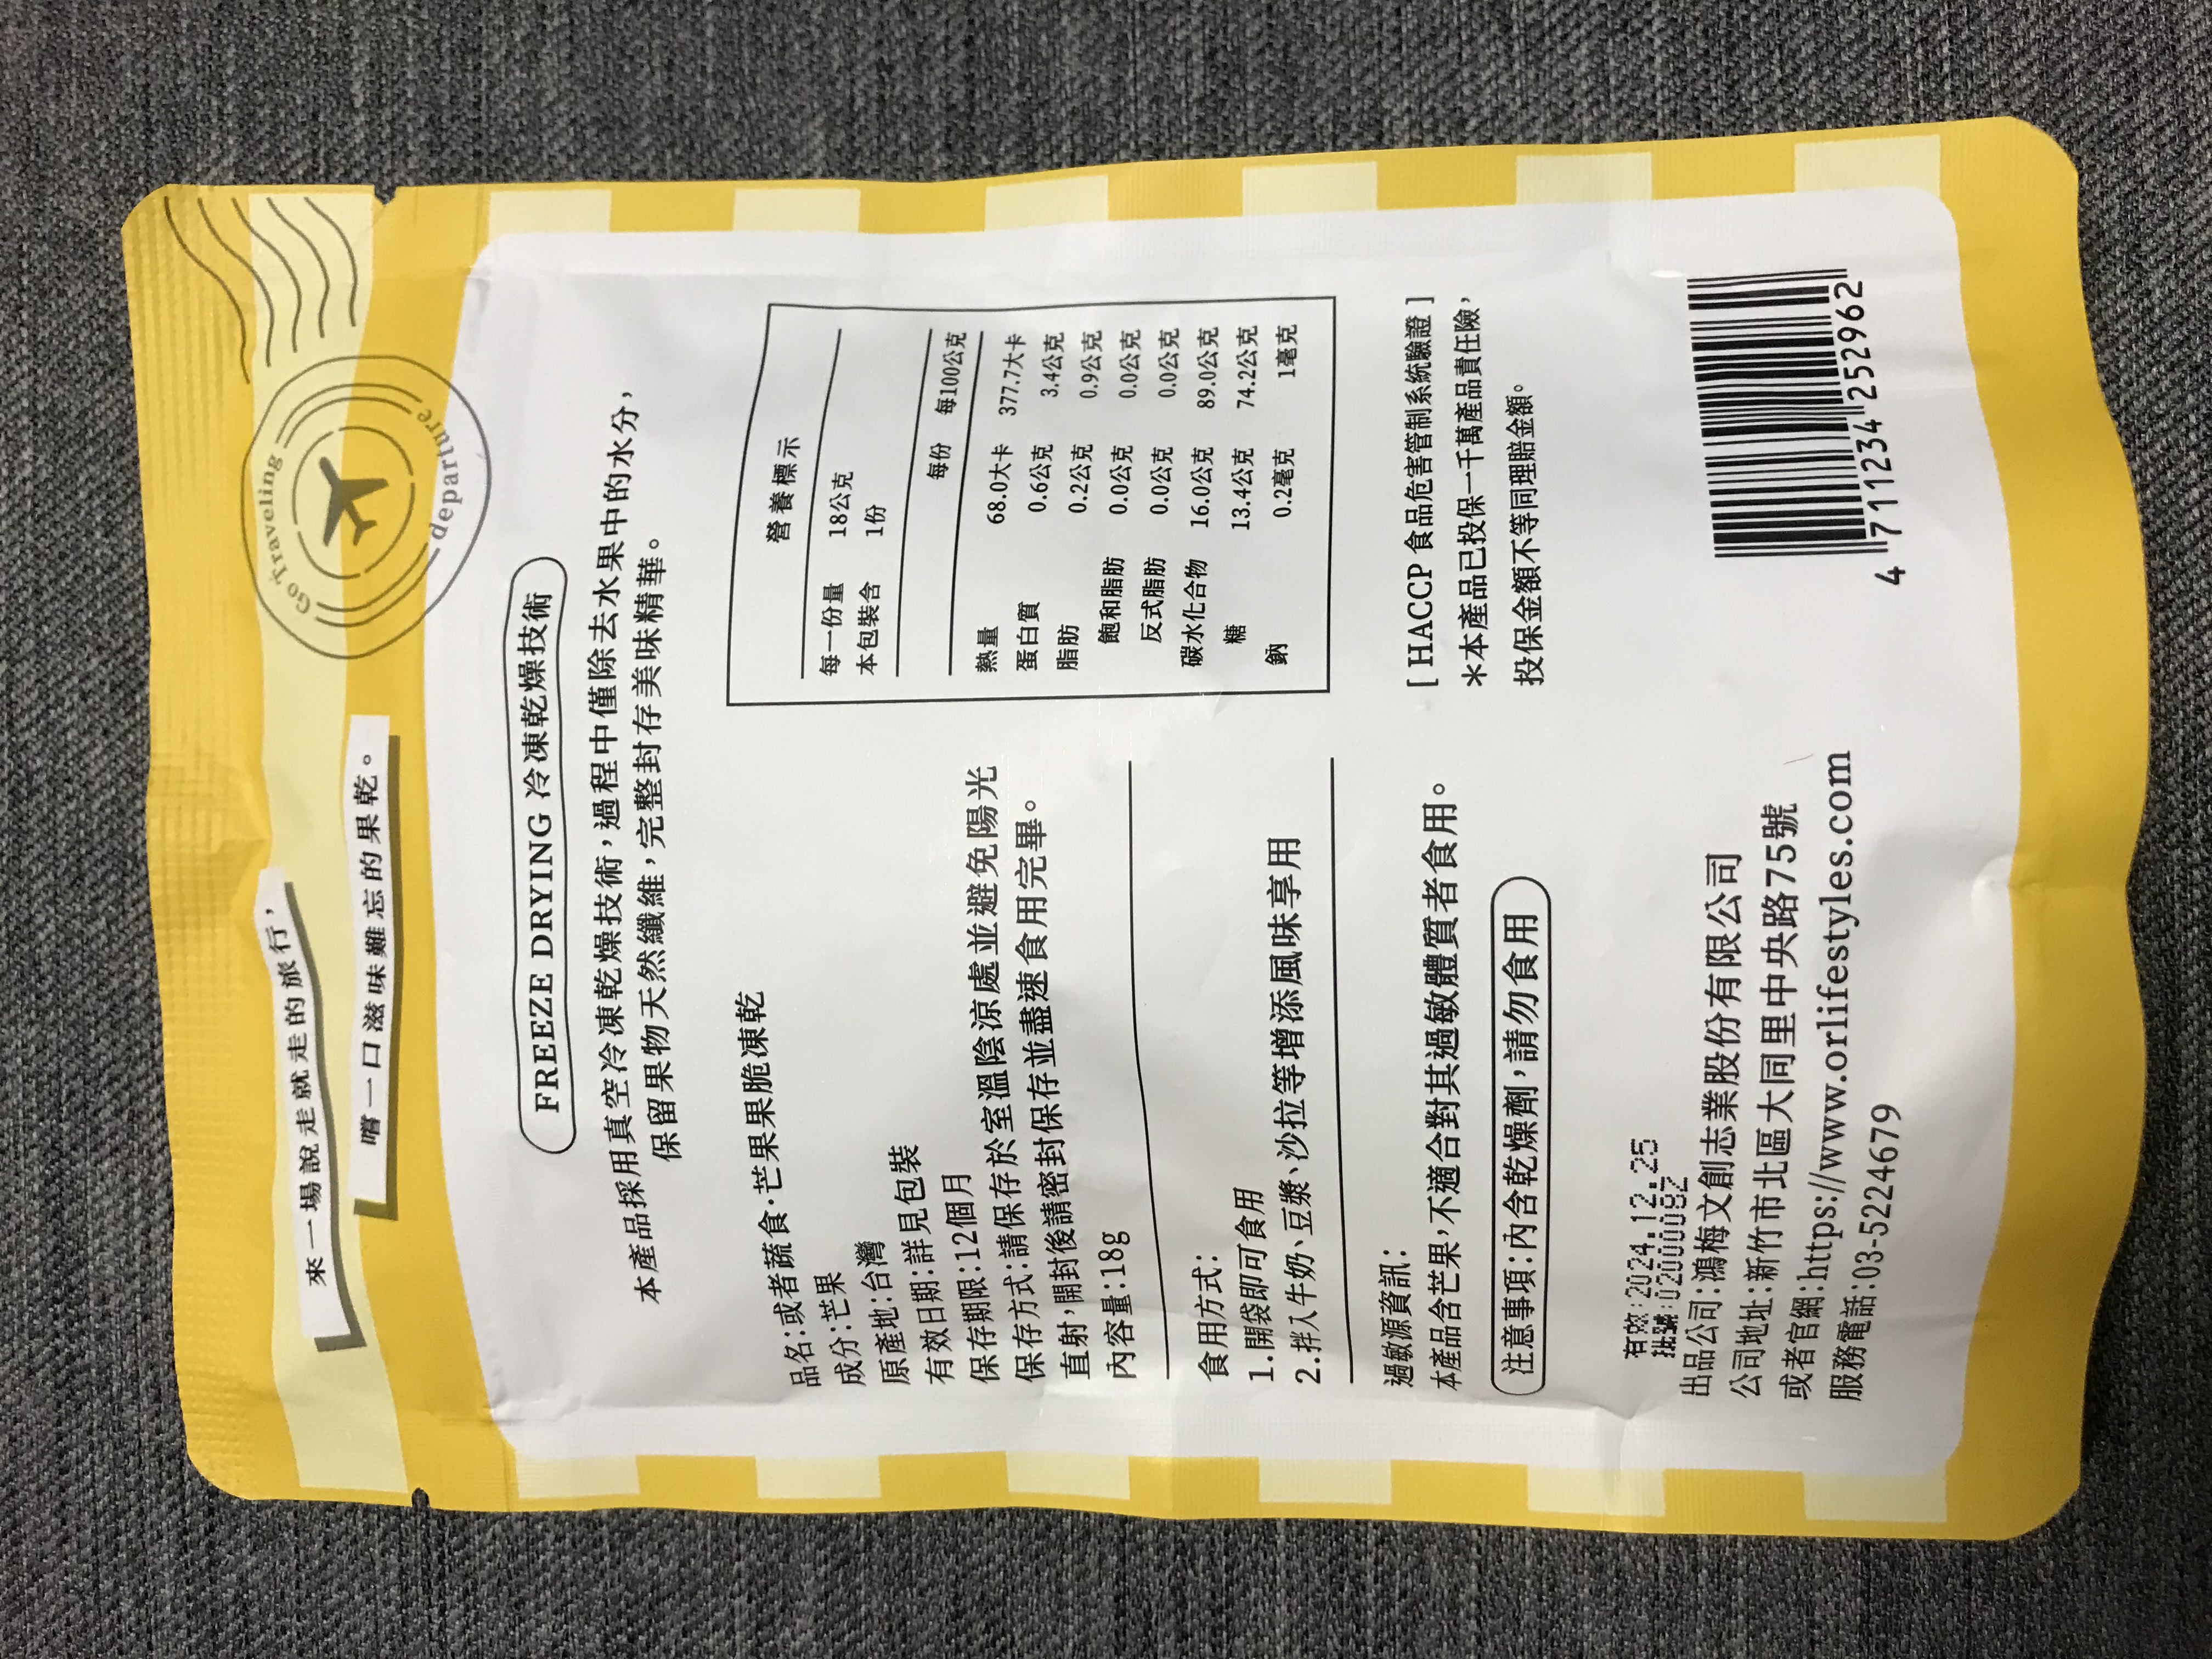 來一場說走就走的旅行，
嚐一口滋味難忘的果乾。
Go Traveling
departure
FREEZE DRYING 冷凍乾燥技術
本產品採用真空冷凍乾燥技術，過程中僅除去水果中的水分，
保留果物天然纖維，完整封存美味精華。
品名：或者蔬食·芒果果脆凍乾
成分：芒果
原產地：台灣
有效日期：詳見包裝
保存期限：12個月
保存方式：請保存於室溫陰涼處並避免陽光
直射，開封後請密封保存並盡速食用完畢。
內容量：18g
食用方式：
1.開袋即可食用
2.拌入牛奶、豆漿、沙拉等增添風味享用
過敏源資訊：
本產品含芒果，不適合對其過敏體質者食用。
注意事項：內含乾燥劑，請勿食用
營養標示
每一份量 18公克
本包裝含 1份
每份 每100公克
熱量 68.0大卡 377.7大卡
蛋白質 0.6公克 3.4公克
脂肪 0.2公克 0.9公克
飽和脂肪 0.0公克 0.0公克
反式脂肪 0.0公克 0.0公克
碳水化合物 16.0公克 89.0公克
糖 13.4公克 74.2公克
鈉 0.2毫克 1毫克
[ HACCP 食品危害管制系統驗證 ]
＊本產品已投保一千萬產品責任險，
投保金額不等同理賠金額。
有效:2024.12.25
批號:02000092
出品公司：鴻梅文創志業股份有限公司
公司地址：新竹市北區大同里中央路75號
或者官網：https://www.orlifestyles.com
服務電話：03-5224679
4 711234 252962